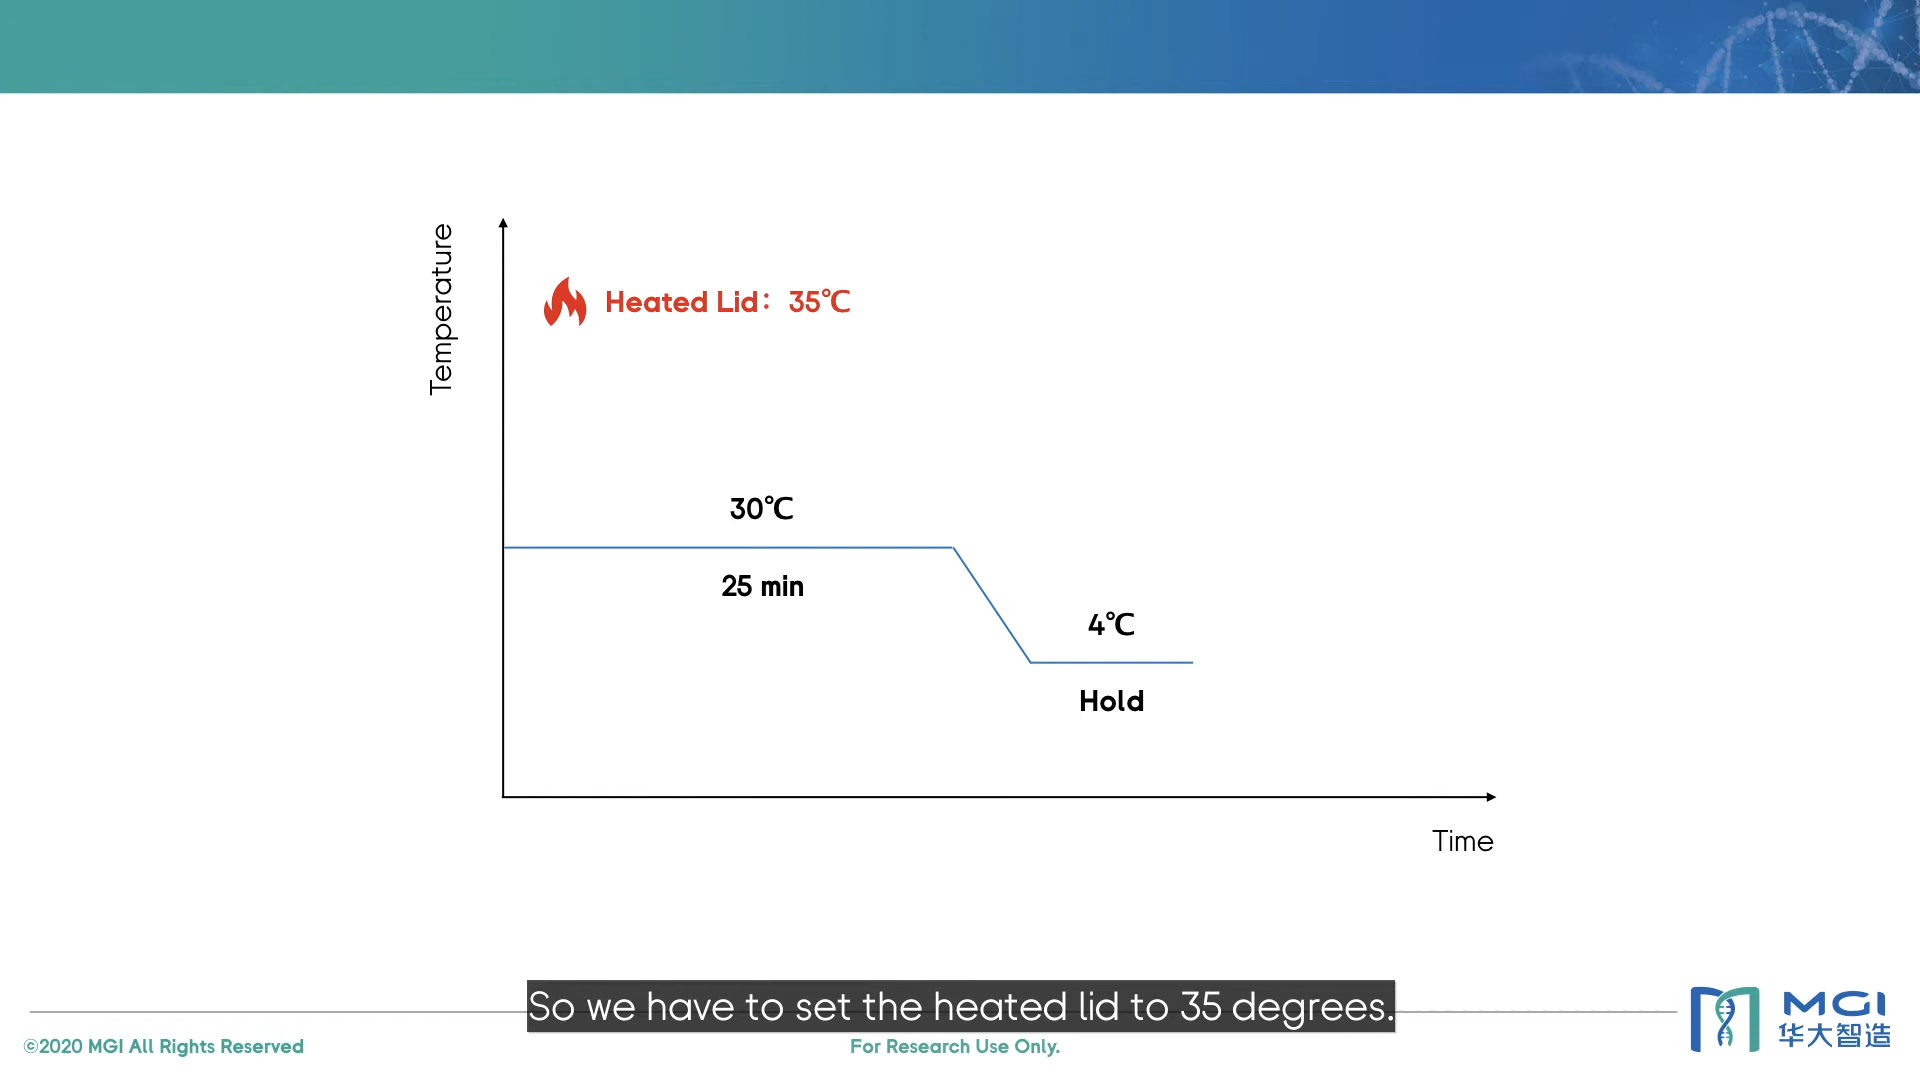 Temperature
Heated Lid：35℃
30℃
25 min
4℃
Hold
Time
So we have to set the heated lid to 35 degrees.
©2020 MGI All Rights Reserved
For Research Use Only.
MGI
华大智造